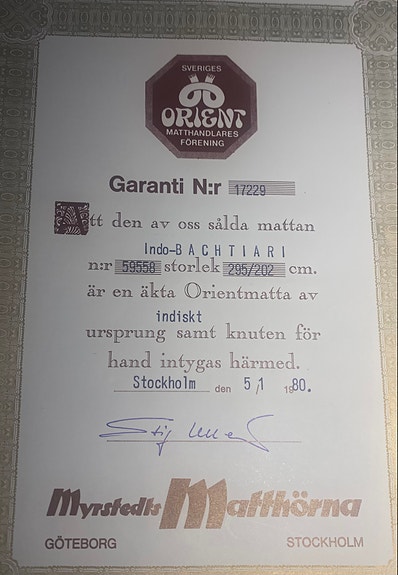 SVERIGES
ORIENT
MATTHANDLARES
FÖRENING
Garanti N:r 17229
Att den av oss sålda mattan
Indo-BACHTIARI
n:r 59558 storlek 295/202 cm.
är en äkta Orientmatta av
indiskt
ursprung samt knuten för
hand intygas härmed.
Stockholm den 5/1 1980.
Myrstedts Matthörna
GÖTEBORG STOCKHOLM